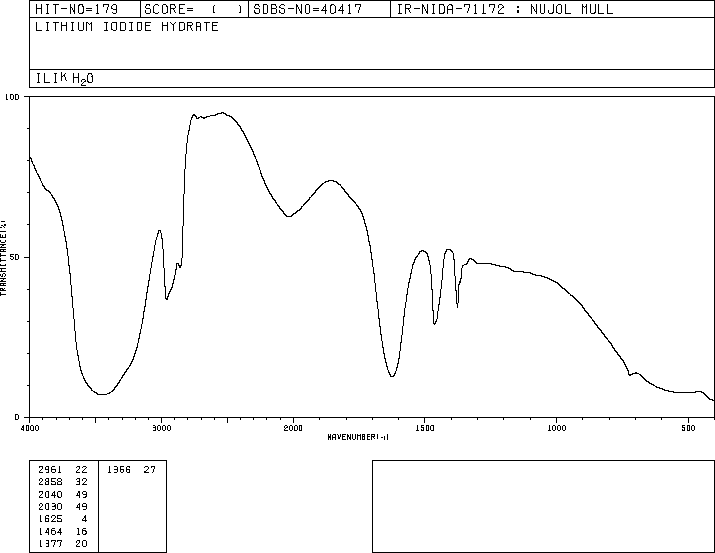 HIT-NO=179 SCORE= ( ) SDBS-NO=40417 IR-NIDA-71172 : NUJOL MULL
LITHIUM IODIDE HYDRATE
ILIK H2O
100
50
0
TRANSMITTANCE(%)
4000 3000 2000 1500 1000 500
WAVENUMBER(-1)
2961 22 1366 27
2858 32
2040 49
2030 49
1625 4
1464 16
1377 20